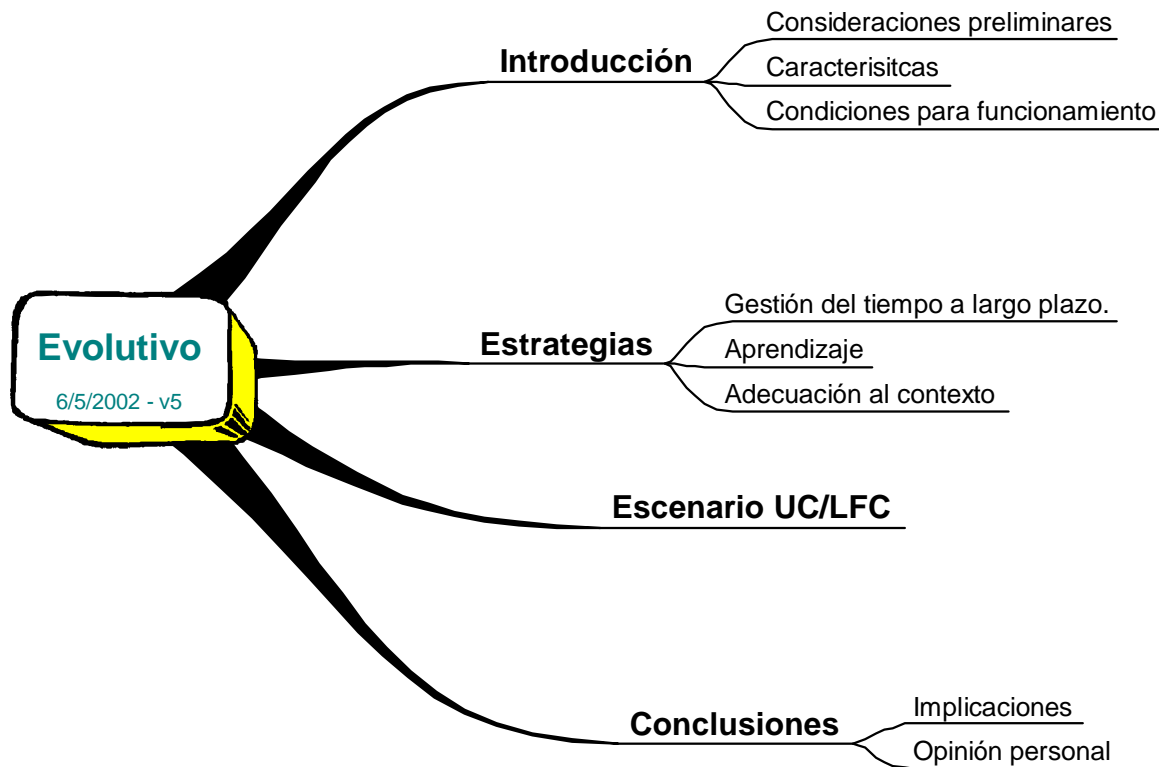 Evolutivo
6/5/2002 - v5
Introducción
Consideraciones preliminares
Caracterisitcas
Condiciones para funcionamiento
Estrategias
Gestión del tiempo a largo plazo.
Aprendizaje
Adecuación al contexto
Escenario UC/LFC
Conclusiones
Implicaciones
Opinión personal